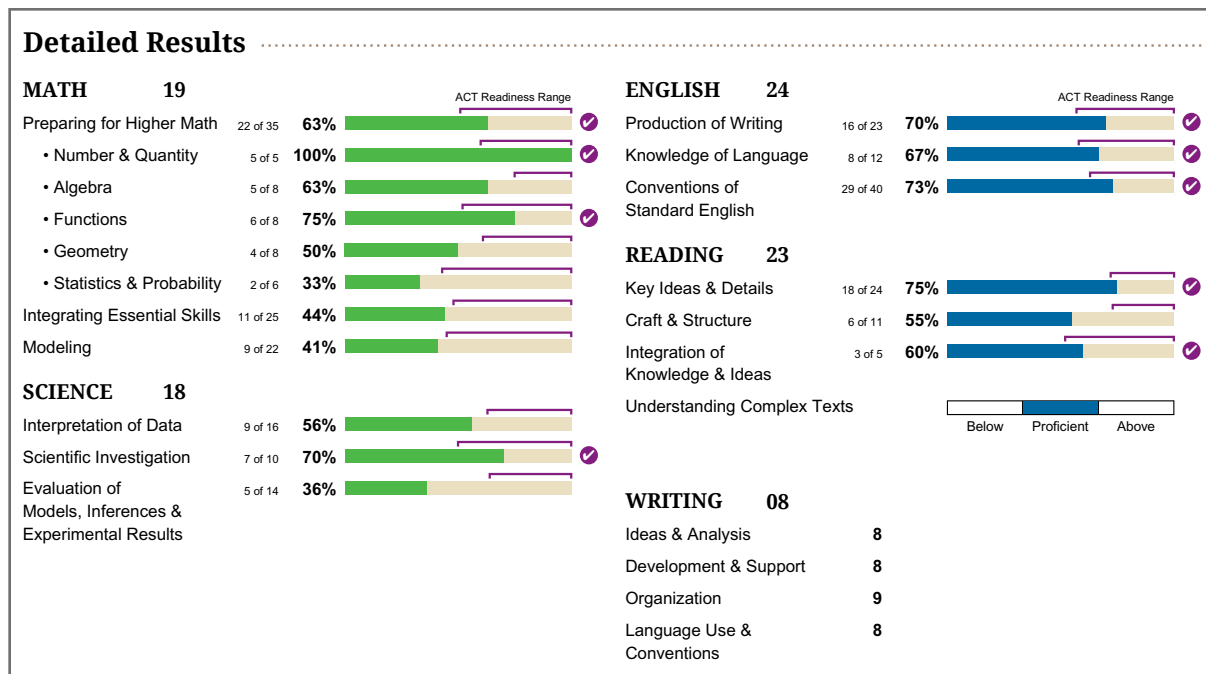 Detailed Results
MATH 19
ACT Readiness Range
Preparing for Higher Math 22 of 35 63%
• Number & Quantity 5 of 5 100%
• Algebra 5 of 8 63%
• Functions 6 of 8 75%
• Geometry 4 of 8 50%
• Statistics & Probability 2 of 6 33%
Integrating Essential Skills 11 of 25 44%
Modeling 9 of 22 41%
SCIENCE 18
Interpretation of Data 9 of 16 56%
Scientific Investigation 7 of 10 70%
Evaluation of 5 of 14 36%
Models, Inferences &
Experimental Results
ENGLISH 24
ACT Readiness Range
Production of Writing 16 of 23 70%
Knowledge of Language 8 of 12 67%
Conventions of 29 of 40 73%
Standard English
READING 23
Key Ideas & Details 18 of 24 75%
Craft & Structure 6 of 11 55%
Integration of 3 of 5 60%
Knowledge & Ideas
Understanding Complex Texts
Below Proficient Above
WRITING 08
Ideas & Analysis 8
Development & Support 8
Organization 9
Language Use & 8
Conventions